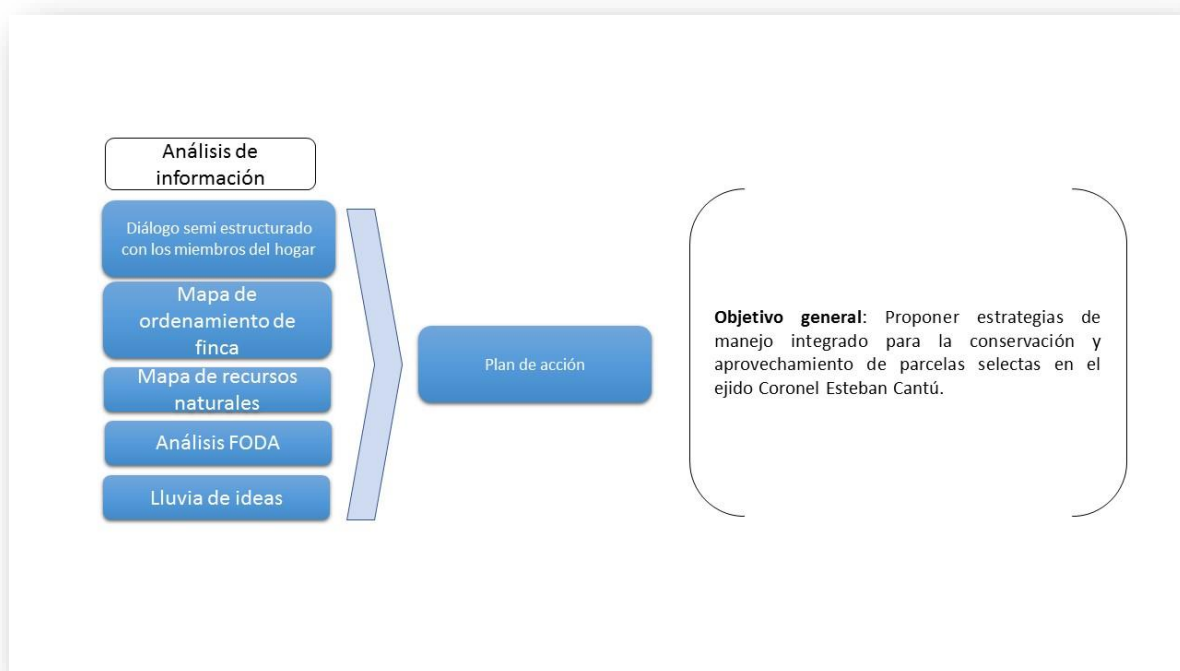 Análisis de
información
Diálogo semi estructurado
con los miembros del hogar
Mapa de
ordenamiento de
finca
Mapa de recursos
naturales
Análisis FODA
Lluvia de ideas
Plan de acción
Objetivo general: Proponer estrategias de
manejo integrado para la conservación y
aprovechamiento de parcelas selectas en el
ejido Coronel Esteban Cantú.